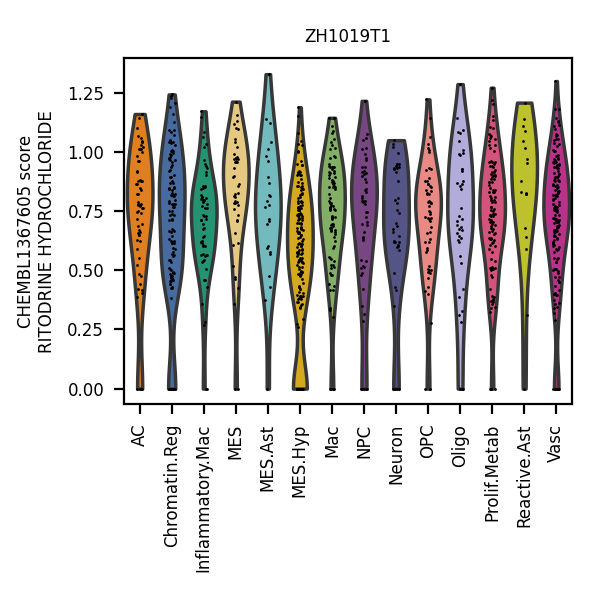 ZH1019T1
CHEMBL1367605 score
RITODRINE HYDROCHLORIDE
1.25
1.00
0.75
0.50
0.25
0.00
AC
Chromatin.Reg
Inflammatory.Mac
MES
MES.Ast
MES.Hyp
Mac
NPC
Neuron
OPC
Oligo
Prolif.Metab
Reactive.Ast
Vasc